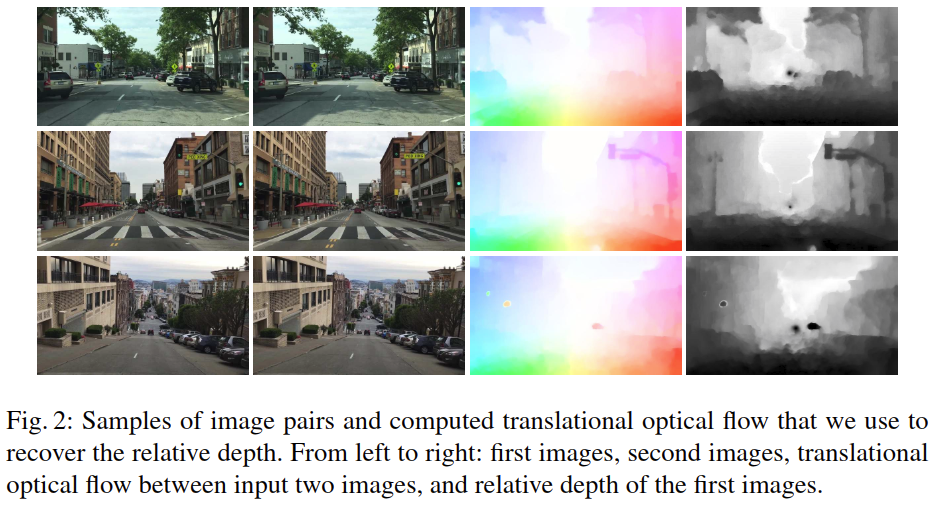 Fig. 2: Samples of image pairs and computed translational optical flow that we use to
recover the relative depth. From left to right: first images, second images, translational
optical flow between input two images, and relative depth of the first images.